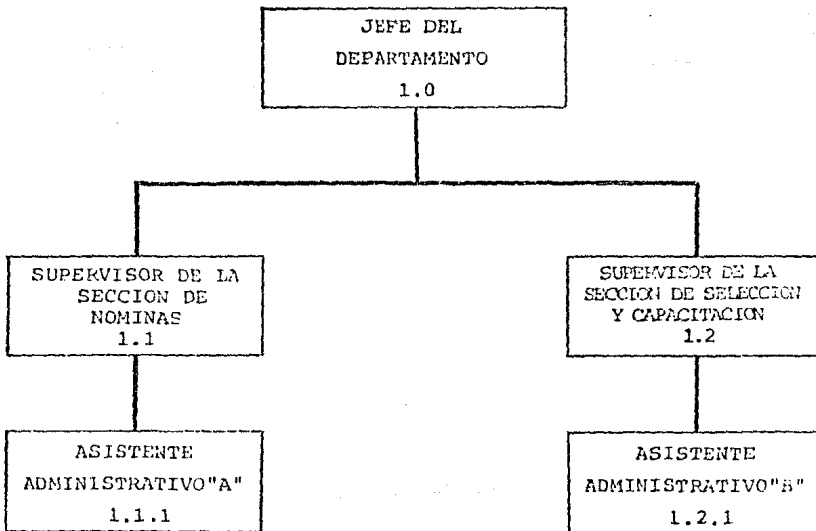 JEFE DEL
DEPARTAMENTO
1.0
SUPERVISOR DE LA
SECCION DE
NOMINAS
1.1
SUPERVISOR DE LA
SECCION DE SELECCION
Y CAPACITACION
1.2
ASISTENTE
ADMINISTRATIVO"A"
1.1.1
ASISTENTE
ADMINISTRATIVO"B"
1.2.1